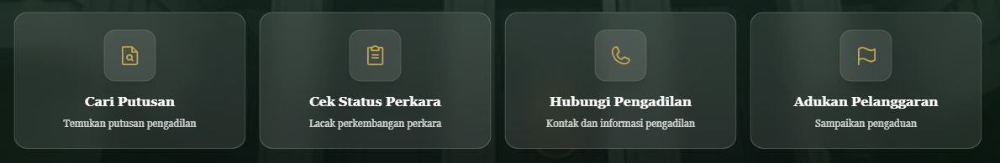 Cari Putusan
Temukan putusan pengadilan
Cek Status Perkara
Lacak perkembangan perkara
Hubungi Pengadilan
Kontak dan informasi pengadilan
Adukan Pelanggaran
Sampaikan pengaduan